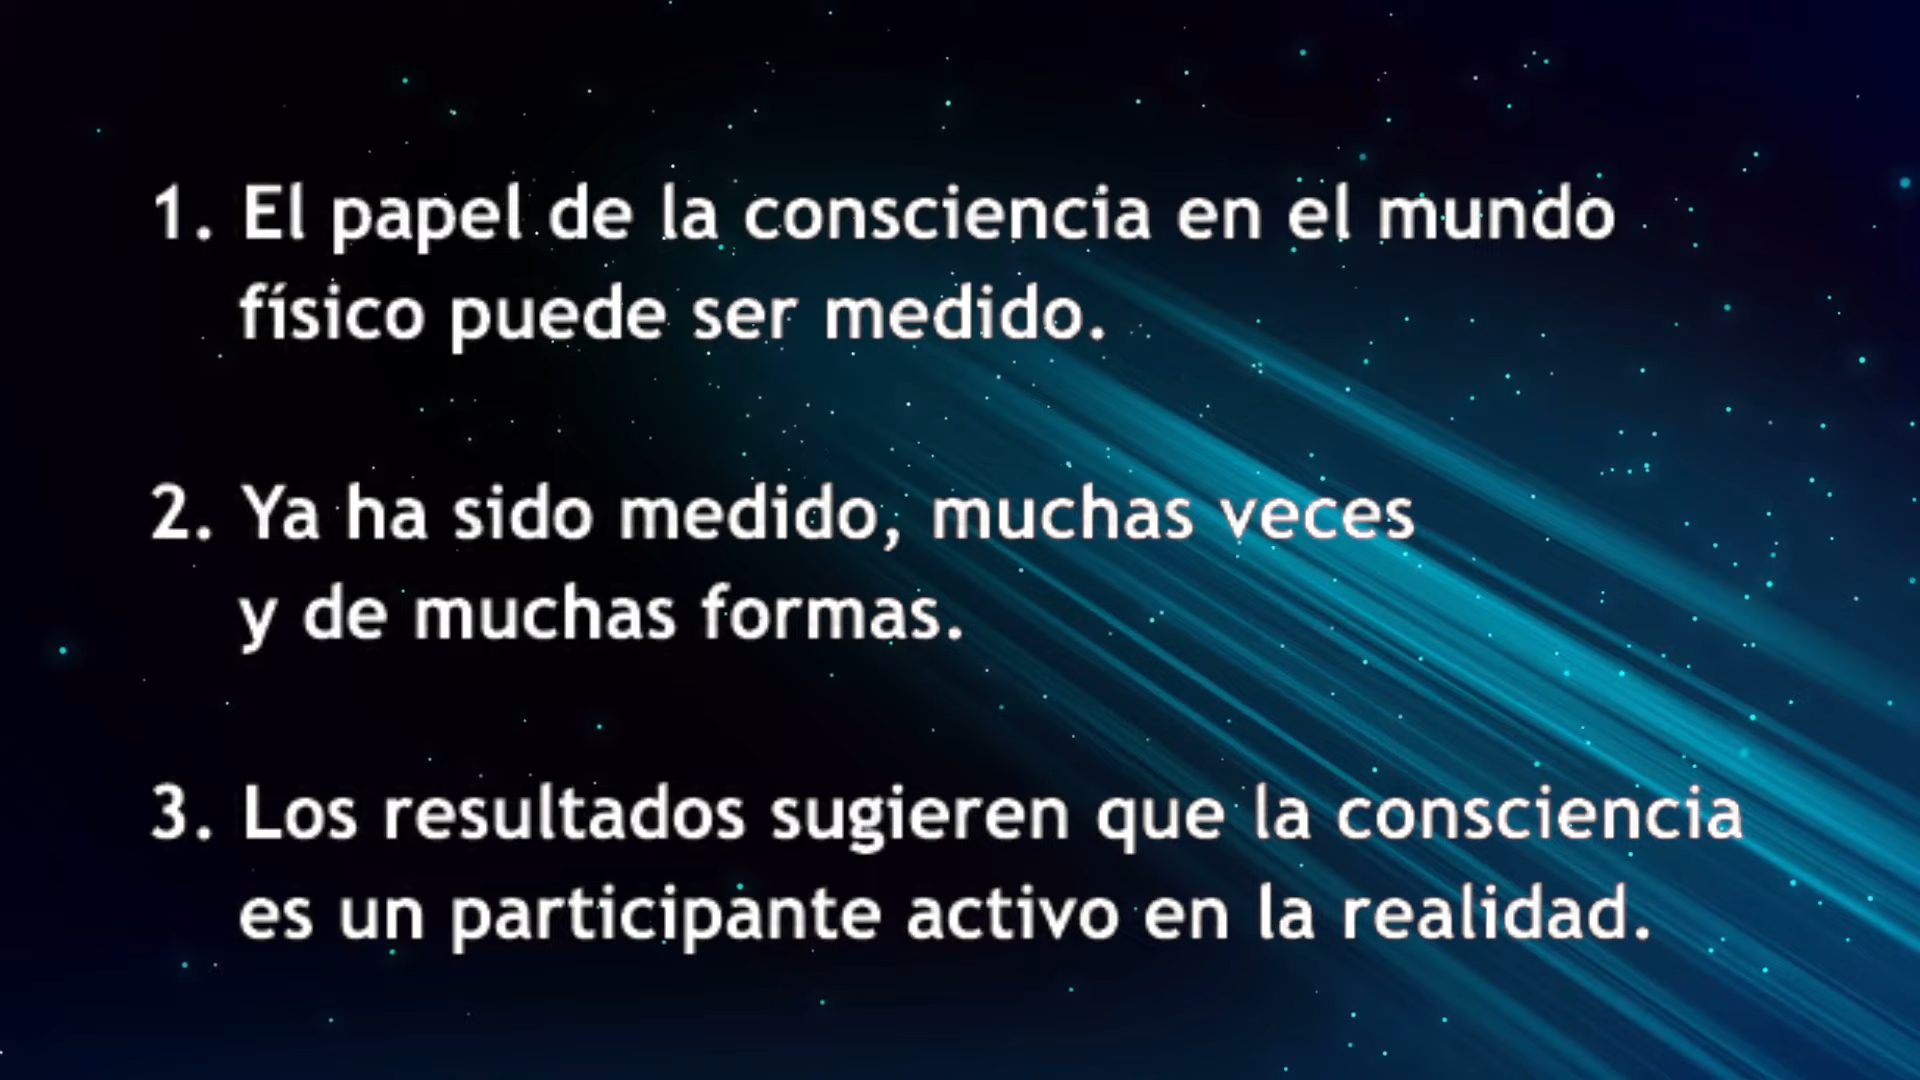 1. El papel de la consciencia en el mundo
físico puede ser medido.
2. Ya ha sido medido, muchas veces
y de muchas formas.
3. Los resultados sugieren que la consciencia
es un participante activo en la realidad.